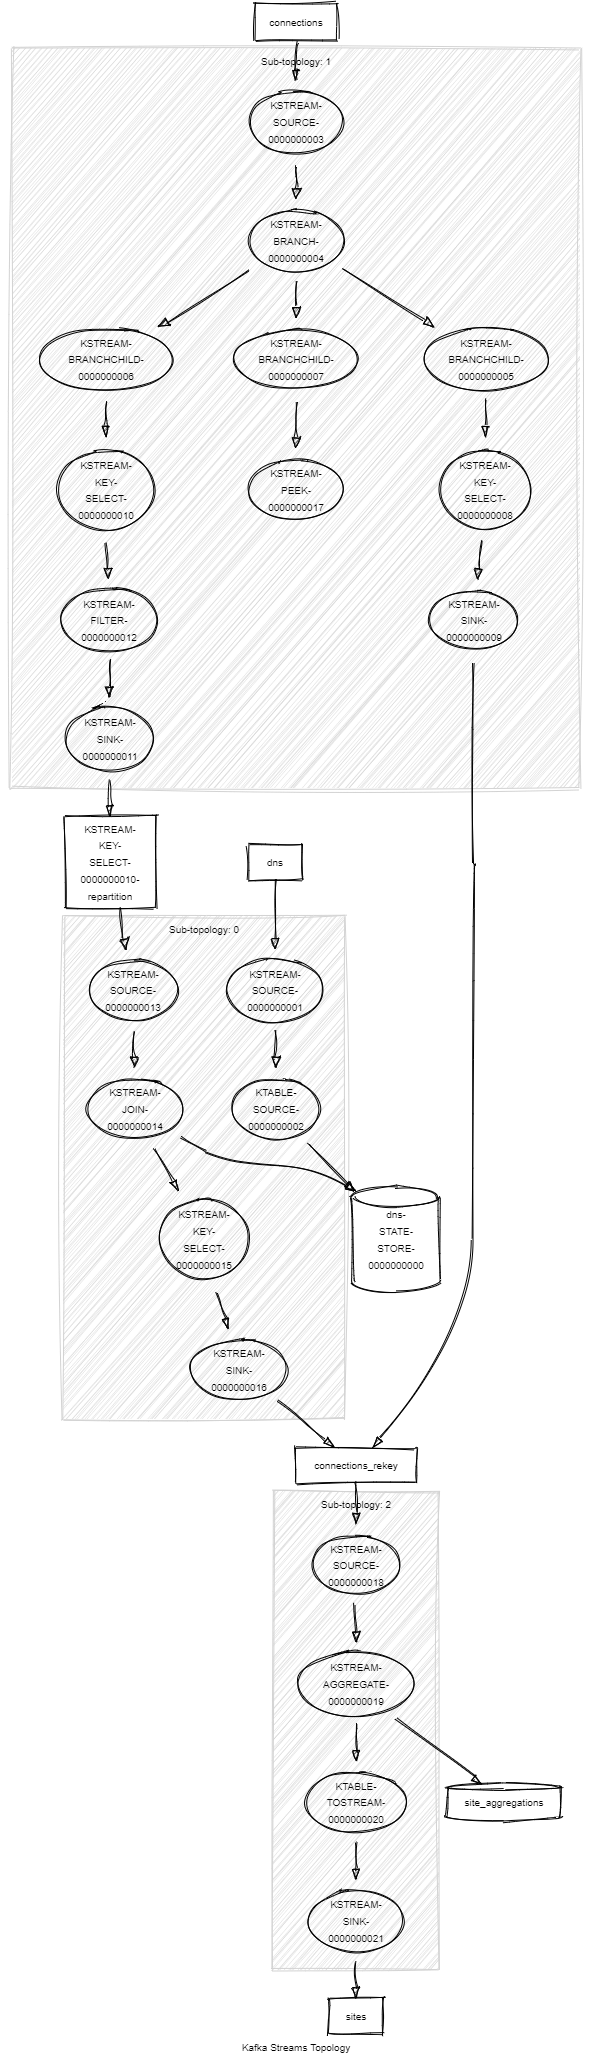 connections
Sub-topology: 1
KSTREAM-
SOURCE-
0000000003
KSTREAM-
BRANCH-
0000000004
KSTREAM-
BRANCHCHILD-
0000000006
KSTREAM-
BRANCHCHILD-
0000000007
KSTREAM-
BRANCHCHILD-
0000000005
KSTREAM-
KEY-
SELECT-
0000000010
KSTREAM-
PEEK-
0000000017
KSTREAM-
KEY-
SELECT-
0000000008
KSTREAM-
FILTER-
0000000012
KSTREAM-
SINK-
0000000009
KSTREAM-
SINK-
0000000011
KSTREAM-
KEY-
SELECT-
0000000010-
repartition
dns
Sub-topology: 0
KSTREAM-
SOURCE-
0000000013
KSTREAM-
SOURCE-
0000000001
KSTREAM-
JOIN-
0000000014
KTABLE-
SOURCE-
0000000002
KSTREAM-
KEY-
SELECT-
0000000015
dns-
STATE-
STORE-
0000000000
KSTREAM-
SINK-
0000000016
connections_rekey
Sub-topology: 2
KSTREAM-
SOURCE-
0000000018
KSTREAM-
AGGREGATE-
0000000019
KTABLE-
TOSTREAM-
0000000020
site_aggregations
KSTREAM-
SINK-
0000000021
sites
Kafka Streams Topology